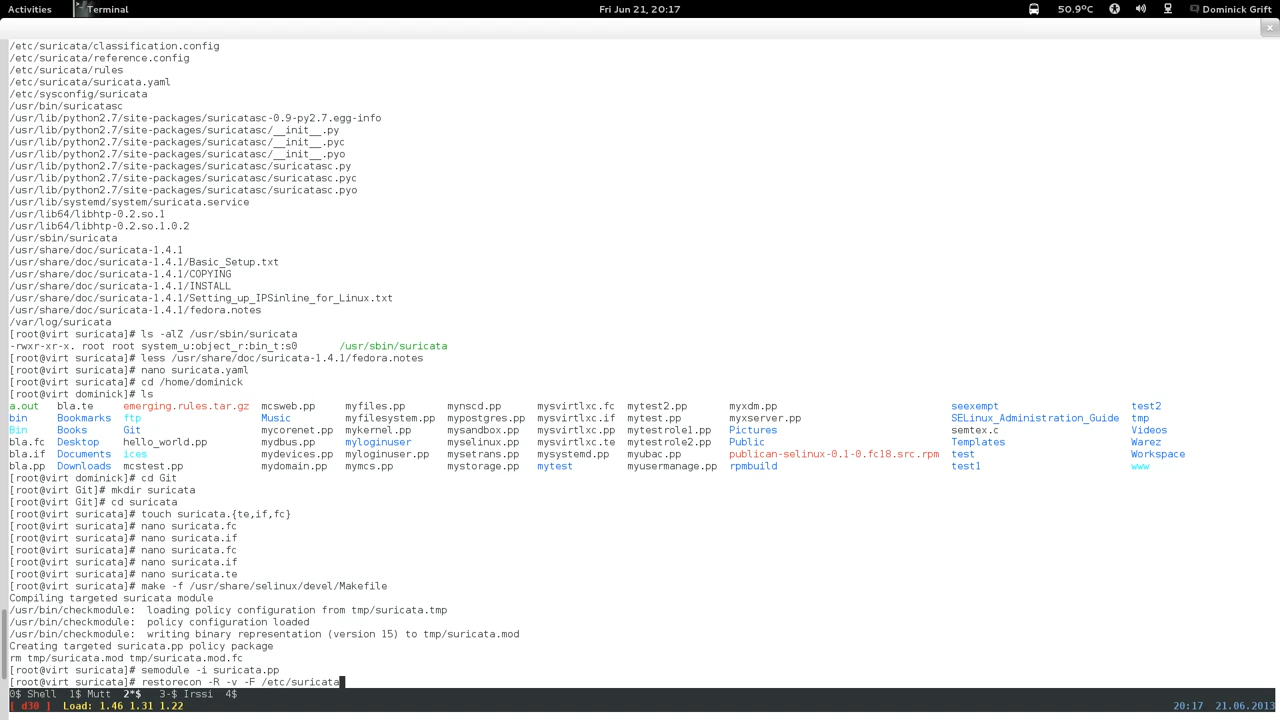 Activities Terminal Fri Jun 21, 20:17 50.9°C Dominick Grift
/etc/suricata/classification.config
/etc/suricata/reference.config
/etc/suricata/rules
/etc/suricata/suricata.yaml
/etc/sysconfig/suricata
/usr/bin/suricatasc
/usr/lib/python2.7/site-packages/suricatasc-0.9-py2.7.egg-info
/usr/lib/python2.7/site-packages/suricatasc/__init__.py
/usr/lib/python2.7/site-packages/suricatasc/__init__.pyc
/usr/lib/python2.7/site-packages/suricatasc/__init__.pyo
/usr/lib/python2.7/site-packages/suricatasc/suricatasc.py
/usr/lib/python2.7/site-packages/suricatasc/suricatasc.pyc
/usr/lib/python2.7/site-packages/suricatasc/suricatasc.pyo
/usr/lib/systemd/system/suricata.service
/usr/lib64/libhtp-0.2.so.1
/usr/lib64/libhtp-0.2.so.1.0.2
/usr/sbin/suricata
/usr/share/doc/suricata-1.4.1
/usr/share/doc/suricata-1.4.1/Basic_Setup.txt
/usr/share/doc/suricata-1.4.1/COPYING
/usr/share/doc/suricata-1.4.1/INSTALL
/usr/share/doc/suricata-1.4.1/Setting_up_IPSinline_for_Linux.txt
/usr/share/doc/suricata-1.4.1/fedora.notes
/var/log/suricata
[root@virt suricata]# ls -alZ /usr/sbin/suricata
-rwxr-xr-x. root root system_u:object_r:bin_t:s0 /usr/sbin/suricata
[root@virt suricata]# less /usr/share/doc/suricata-1.4.1/fedora.notes
[root@virt suricata]# nano suricata.yaml
[root@virt suricata]# cd /home/dominick
[root@virt dominick]# ls
a.out bla.te emerging.rules.tar.gz mcsweb.pp myfiles.pp mynscd.pp mysvirtlxc.fc mytest2.pp myxdm.pp seexempt test2
bin Bookmarks ftp Music myfilesystem.pp mypostgres.pp mysvirtlxc.if mytest.pp myxserver.pp SELinux_Administration_Guide tmp
Bin Books Git mycorenet.pp mykernel.pp mysandbox.pp mysvirtlxc.pp mytestrole1.pp Pictures semtex.c Videos
bla.fc Desktop hello_world.pp mydbus.pp myloginuser myselinux.pp mysvirtlxc.te mytestrole2.pp Public Templates Warez
bla.if Documents ices mydevices.pp myloginuser.pp mysetrans.pp mysystemd.pp myubac.pp publican-selinux-0.1-0.fc18.src.rpm test Workspace
bla.pp Downloads mcstest.pp mydomain.pp mymcs.pp mystorage.pp mytest myusermanage.pp rpmbuild test1 www
[root@virt dominick]# cd Git
[root@virt Git]# mkdir suricata
[root@virt Git]# cd suricata
[root@virt suricata]# touch suricata.{te,if,fc}
[root@virt suricata]# nano suricata.fc
[root@virt suricata]# nano suricata.if
[root@virt suricata]# nano suricata.fc
[root@virt suricata]# nano suricata.if
[root@virt suricata]# nano suricata.te
[root@virt suricata]# make -f /usr/share/selinux/devel/Makefile
Compiling targeted suricata module
/usr/bin/checkmodule: loading policy configuration from tmp/suricata.tmp
/usr/bin/checkmodule: policy configuration loaded
/usr/bin/checkmodule: writing binary representation (version 15) to tmp/suricata.mod
Creating targeted suricata.pp policy package
rm tmp/suricata.mod tmp/suricata.mod.fc
[root@virt suricata]# semodule -i suricata.pp
[root@virt suricata]# restorecon -R -v -F /etc/suricata
0$ Shell 1$ Mutt 2*$ 3-$ Irssi 4$
[ d30 ] Load: 1.46 1.31 1.22 20:17 21.06.2013